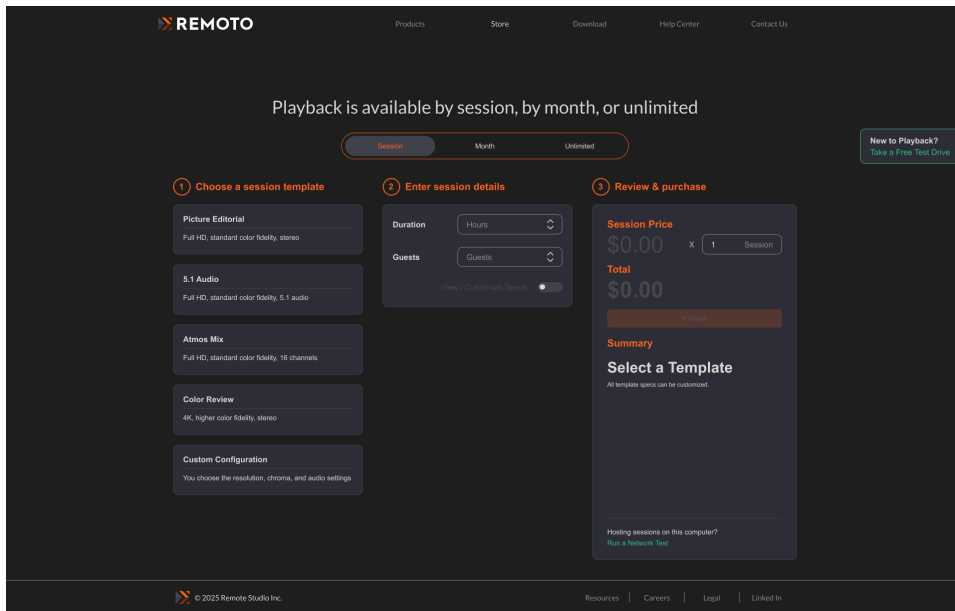 REMOTO
Products
Store
Download
Help Center
Contact Us
Playback is available by session, by month, or unlimited
Session
Month
Unlimited
New to Playback?
Take a Free Test Drive
1 Choose a session template
Picture Editorial
Full HD, standard color fidelity, stereo
5.1 Audio
Full HD, standard color fidelity, 5.1 audio
Atmos Mix
Full HD, standard color fidelity, 16 channels
Color Review
4K, higher color fidelity, stereo
Custom Configuration
You choose the resolution, chroma, and audio settings
2 Enter session details
Duration
Hours
Guests
Guests
View / Customize Specs
3 Review & purchase
Session Price
$0.00 X 1 Session
Total
$0.00
Purchase
Summary
Select a Template
All template specs can be customized.
Hosting sessions on this computer?
Run a Network Test
© 2025 Remote Studio Inc.
Resources
Careers
Legal
Linked In